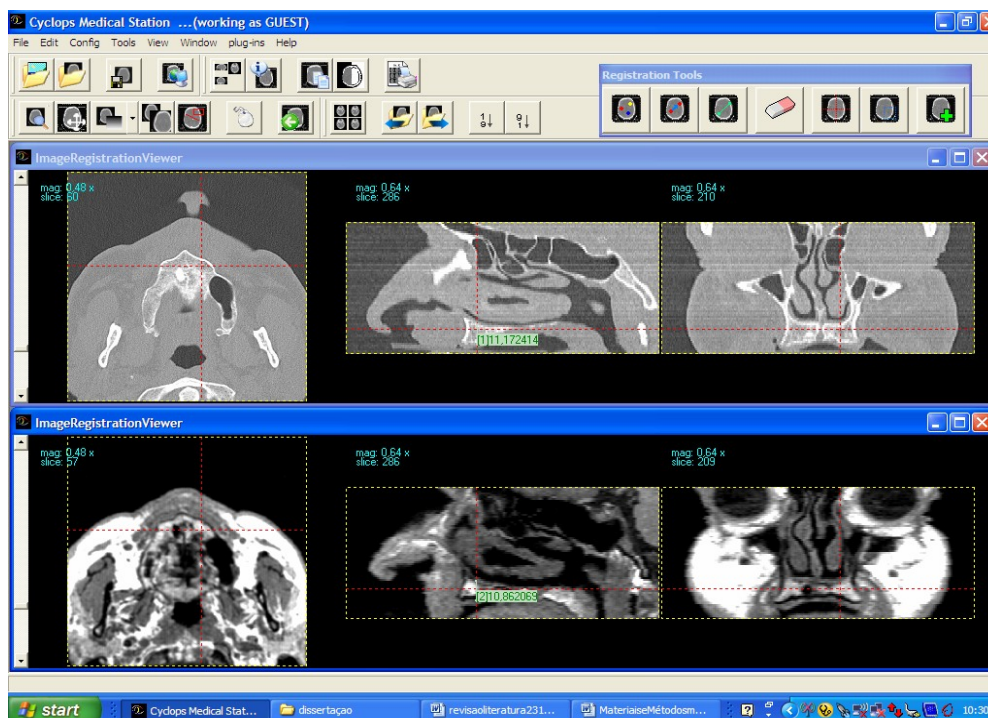 Cyclops Medical Station ...(working as GUEST)
File Edit Config Tools View Window plug-ins Help
Registration Tools
ImageRegistrationViewer
mag: 0,48 x
slice: 60
mag: 0,64 x
slice: 286
mag: 0,64 x
slice: 210
[1]11,172414
ImageRegistrationViewer
mag: 0,48 x
slice: 57
mag: 0,64 x
slice: 286
mag: 0,64 x
slice: 209
[2]10,862069
start
Cyclops Medical Stat...
dissertaçao
revisaoliteratura231...
MateriaiseMétodosm...
10:30